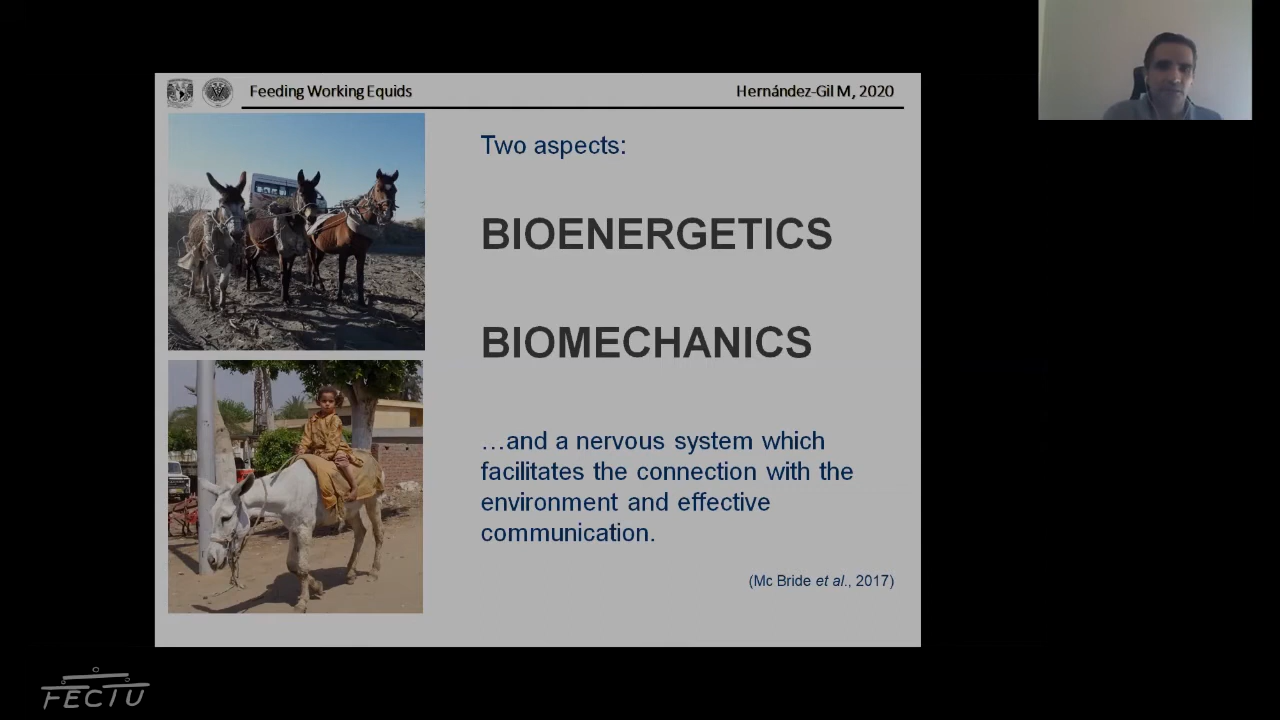 Feeding Working Equids
Hernández-Gil M, 2020
Two aspects:
BIOENERGETICS
BIOMECHANICS
…and a nervous system which
facilitates the connection with the
environment and effective
communication.
(Mc Bride et al., 2017)
FECTU